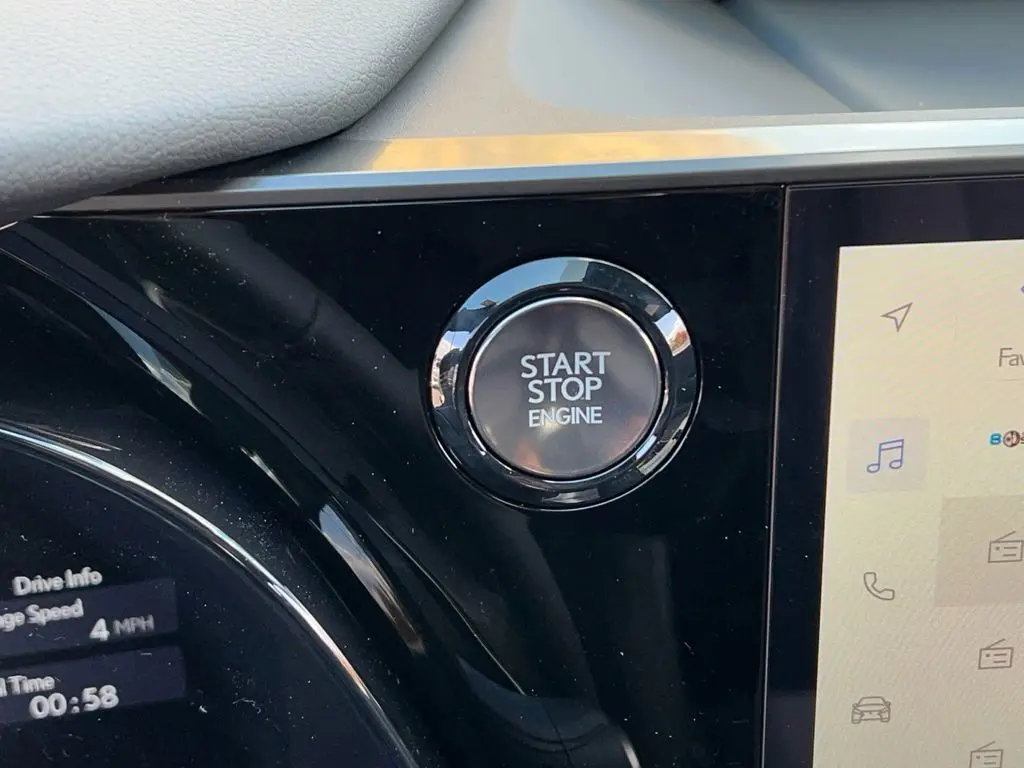 START
STOP
ENGINE
Drive Info
ge Speed
4 MPH
l Time
00:58
Fav